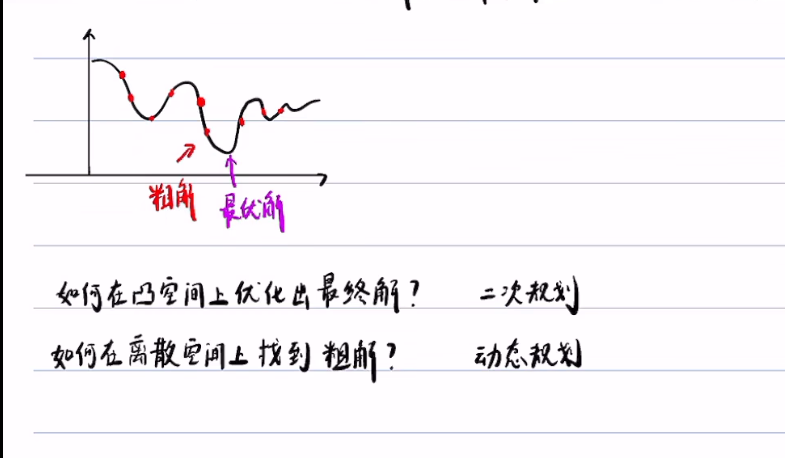 粗解 最优解
如何在凸空间上优化出最终解? 二次规划
如何在离散空间上找到粗解? 动态规划